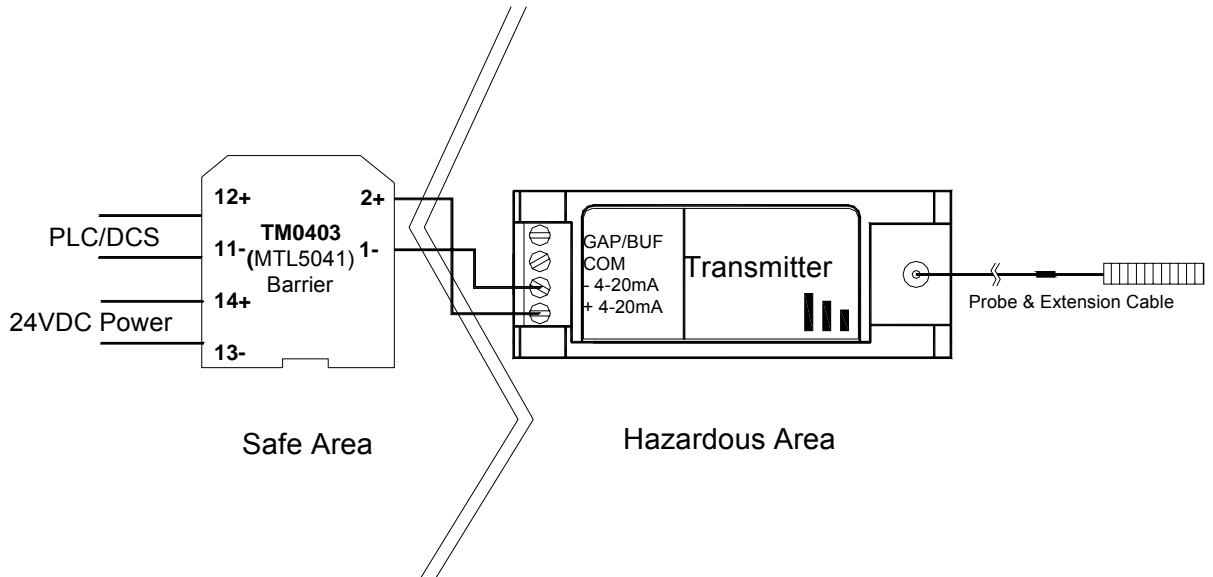 12+
2+
PLC/DCS
TM0403
11-
(MTL5041)
1-
Barrier
14+
24VDC Power
13-
GAP/BUF
COM
- 4-20mA
+ 4-20mA
Transmitter
Probe & Extension Cable
Safe Area
Hazardous Area